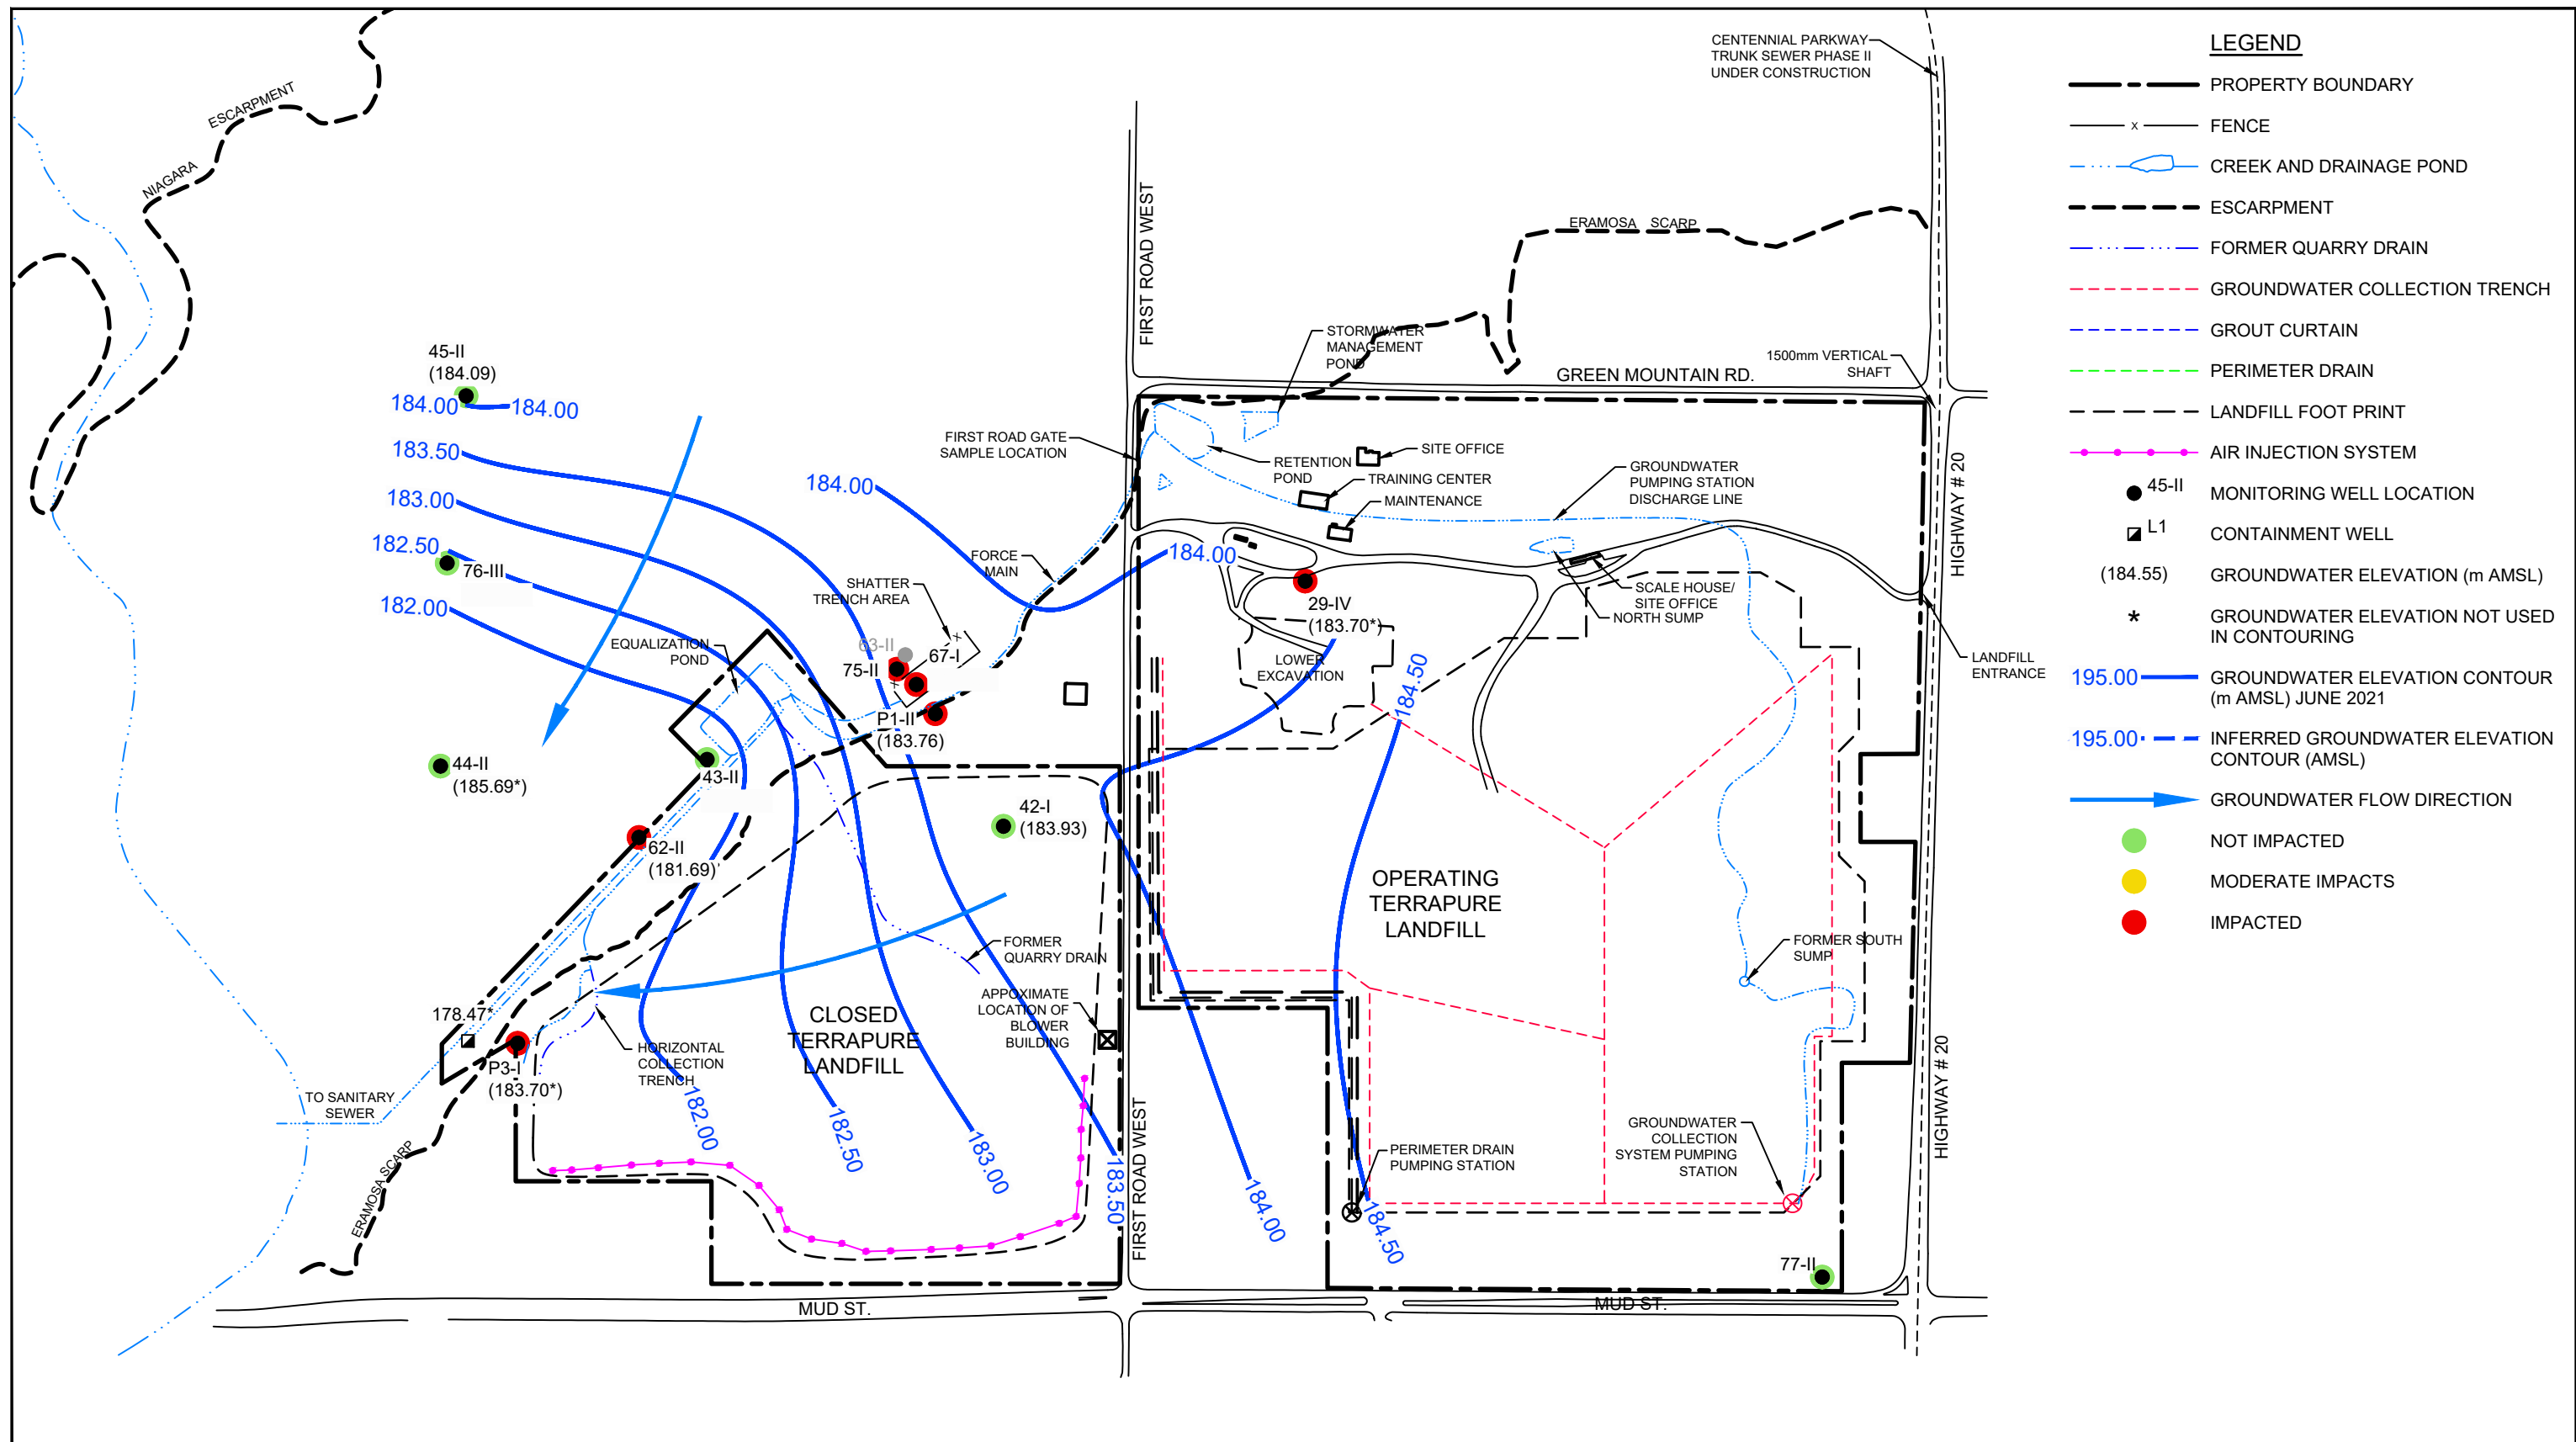 CENTENNIAL PARKWAY
TRUNK SEWER PHASE II
UNDER CONSTRUCTION
ESCARPMENT
NIAGARA
FIRST ROAD WEST
ERAMOSA SCARP
STORMWATER
MANAGEMENT
POND
1500mm VERTICAL
SHAFT
GREEN MOUNTAIN RD.
45-II
(184.09)
184.00
184.00
183.50
183.00
182.50
76-III
182.00
184.00
FIRST ROAD GATE
SAMPLE LOCATION
RETENTION
POND
SITE OFFICE
TRAINING CENTER
MAINTENANCE
GROUNDWATER
PUMPING STATION
DISCHARGE LINE
HIGHWAY # 20
FORCE
MAIN
184.00
SHATTER
TRENCH AREA
x
x
29-IV
(183.70*)
SCALE HOUSE/
SITE OFFICE
NORTH SUMP
EQUALIZATION
POND
63-II
67-I
75-II
LOWER
EXCAVATION
LANDFILL
ENTRANCE
184.50
P1-II
(183.76)
44-II
(185.69*)
43-II
42-I
(183.93)
62-II
(181.69)
OPERATING
TERRAPURE
LANDFILL
FORMER
QUARRY DRAIN
FORMER SOUTH
SUMP
APPOXIMATE
LOCATION OF
BLOWER
BUILDING
178.47*
CLOSED
TERRAPURE
LANDFILL
P3-I
(183.70*)
HORIZONTAL
COLLECTION
TRENCH
TO SANITARY
SEWER
ERAMOSA SCARP
182.00
182.50
183.00
183.50
FIRST ROAD WEST
184.00
184.50
PERIMETER DRAIN
PUMPING STATION
GROUNDWATER
COLLECTION
SYSTEM PUMPING
STATION
HIGHWAY # 20
77-II
MUD ST.
MUD ST.
LEGEND
PROPERTY BOUNDARY
x FENCE
CREEK AND DRAINAGE POND
ESCARPMENT
FORMER QUARRY DRAIN
GROUNDWATER COLLECTION TRENCH
GROUT CURTAIN
PERIMETER DRAIN
LANDFILL FOOT PRINT
AIR INJECTION SYSTEM
45-II MONITORING WELL LOCATION
L1 CONTAINMENT WELL
(184.55) GROUNDWATER ELEVATION (m AMSL)
* GROUNDWATER ELEVATION NOT USED
IN CONTOURING
195.00 GROUNDWATER ELEVATION CONTOUR
(m AMSL) JUNE 2021
195.00 INFERRED GROUNDWATER ELEVATION
CONTOUR (AMSL)
GROUNDWATER FLOW DIRECTION
NOT IMPACTED
MODERATE IMPACTS
IMPACTED